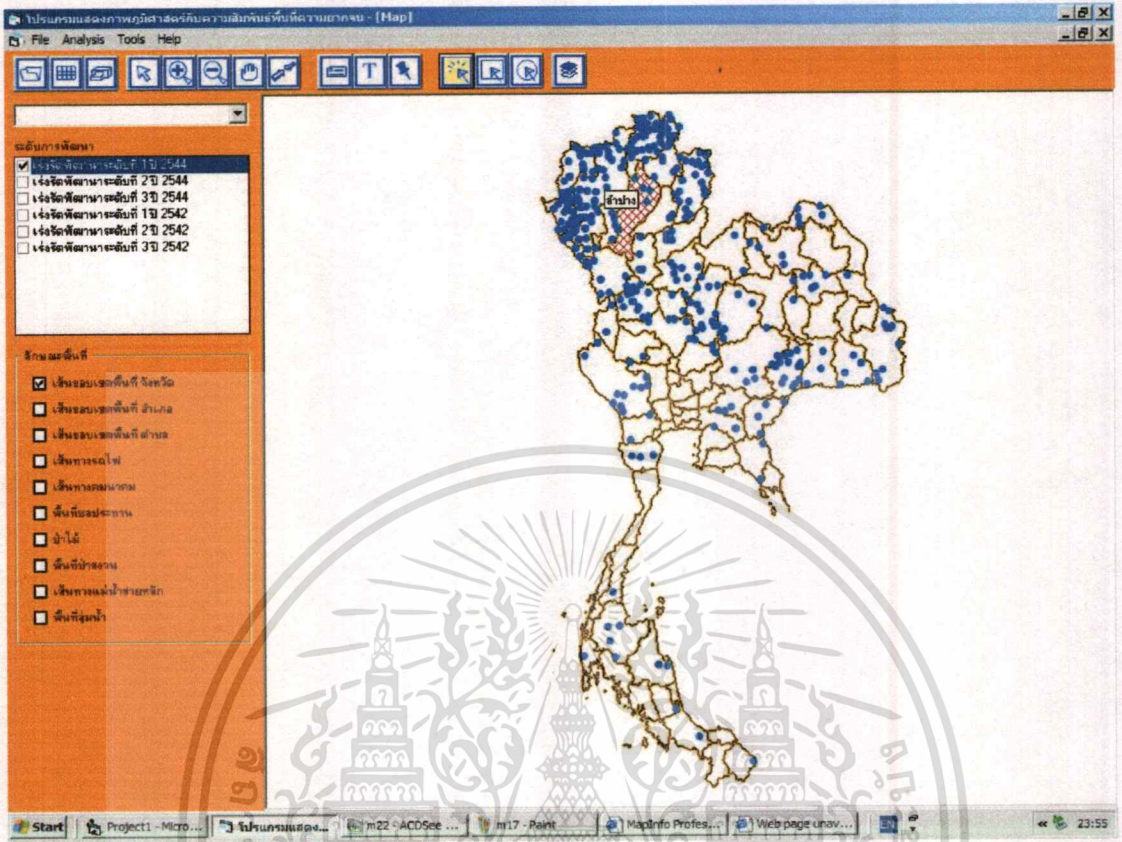 โปรแกรมแสดงภาพภูมิศาสตร์กับความสัมพันธ์พื้นที่ความยากจน - [Map]
File Analysis Tools Help
T
ระดับการพัฒนา
เร่งรัดพัฒนาระดับที่ 1 ปี 2544
เร่งรัดพัฒนาระดับที่ 2 ปี 2544
เร่งรัดพัฒนาระดับที่ 3 ปี 2544
เร่งรัดพัฒนาระดับที่ 1 ปี 2542
เร่งรัดพัฒนาระดับที่ 2 ปี 2542
เร่งรัดพัฒนาระดับที่ 3 ปี 2542
ลำปาง
ลักษณะพื้นที่
เส้นขอบเขตพื้นที่ จังหวัด
เส้นขอบเขตพื้นที่ อำเภอ
เส้นขอบเขตพื้นที่ ตำบล
เส้นทางรถไฟ
เส้นทางคมนาคม
พื้นที่ชลประทาน
ป่าไม้
พื้นที่ป่าสงวน
เส้นทางแม่น้ำสายหลัก
พื้นที่ลุ่มน้ำ
Start Project1 - Micro... โปรแกรมแสดง... m22 - ACDSee ... m17 - Paint MapInfo Profes... Web page unav... EN « 23:55